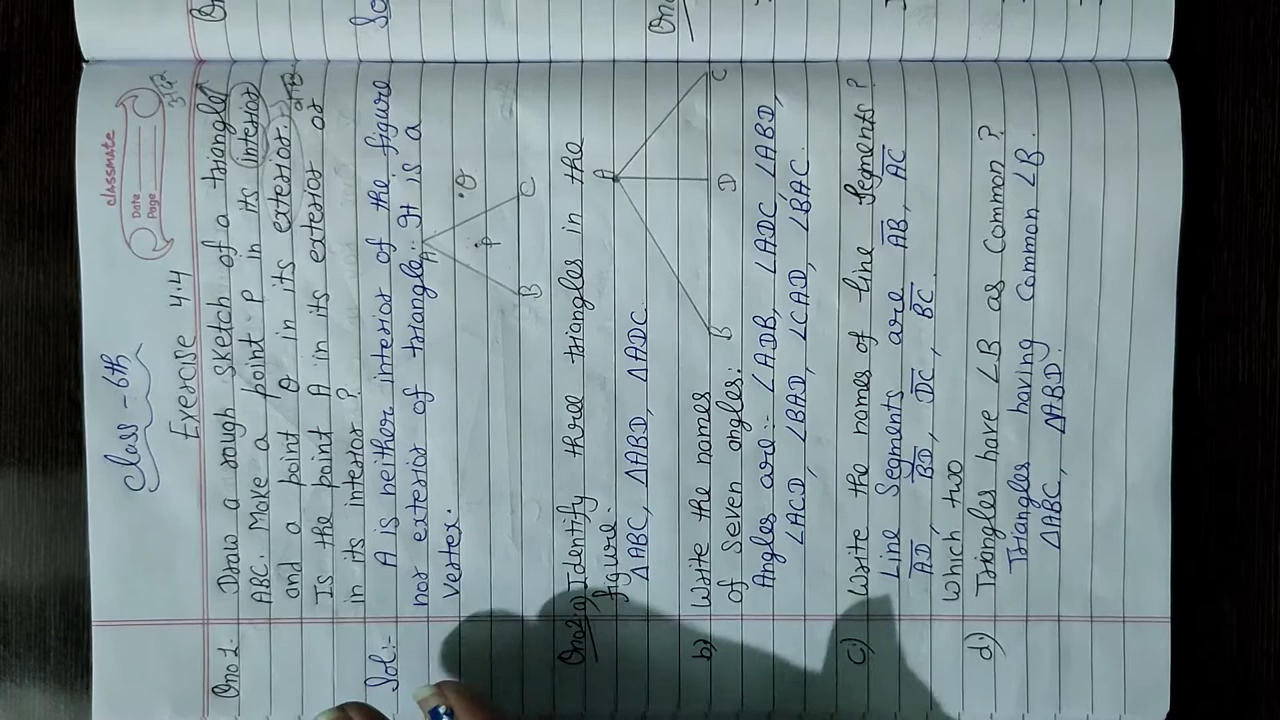 classmate
Date
Page
Class - 6th
Exercise 4.4
Qno1. Draw a rough sketch of a triangle
ABC. Make a point P in its interior
and a point Q in its exterior.
Is the point A in its exterior or
in its interior ?
Sol:- A is neither interior of the figure
nor exterior of triangle. It is a
vertex.
A
Q
P
B
C
Qno2. a) Identify three triangles in the
figure.
ΔABC, ΔABD, ΔADC.
A
B
D
C
b) Write the names
of seven angles.
Angles are:- ∠ADB, ∠ADC, ∠ABD,
∠ACD, ∠BAD, ∠CAD, ∠BAC.
c) Write the names of line Segments ?
Line Segments are AB, AC
AD, BD, DC, BC.
Which two
d) Triangles have ∠B as Common ?
Triangles having Common ∠B.
ΔABC, ΔABD.